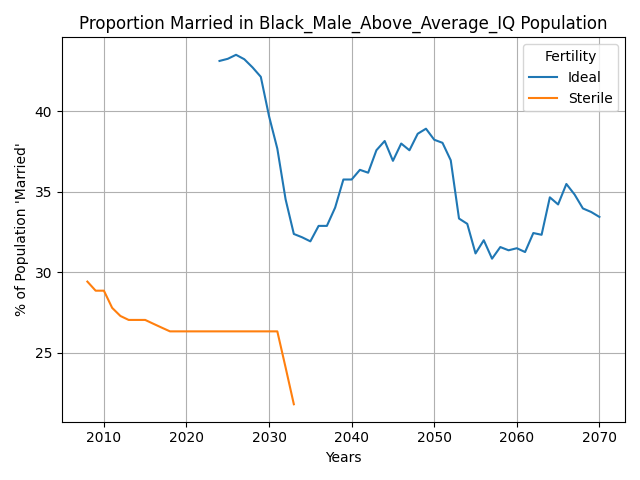 Proportion Married in Black_Male_Above_Average_IQ Population
Fertility
Ideal
Sterile
% of Population 'Married'
40
35
30
25
2010 2020 2030 2040 2050 2060 2070
Years